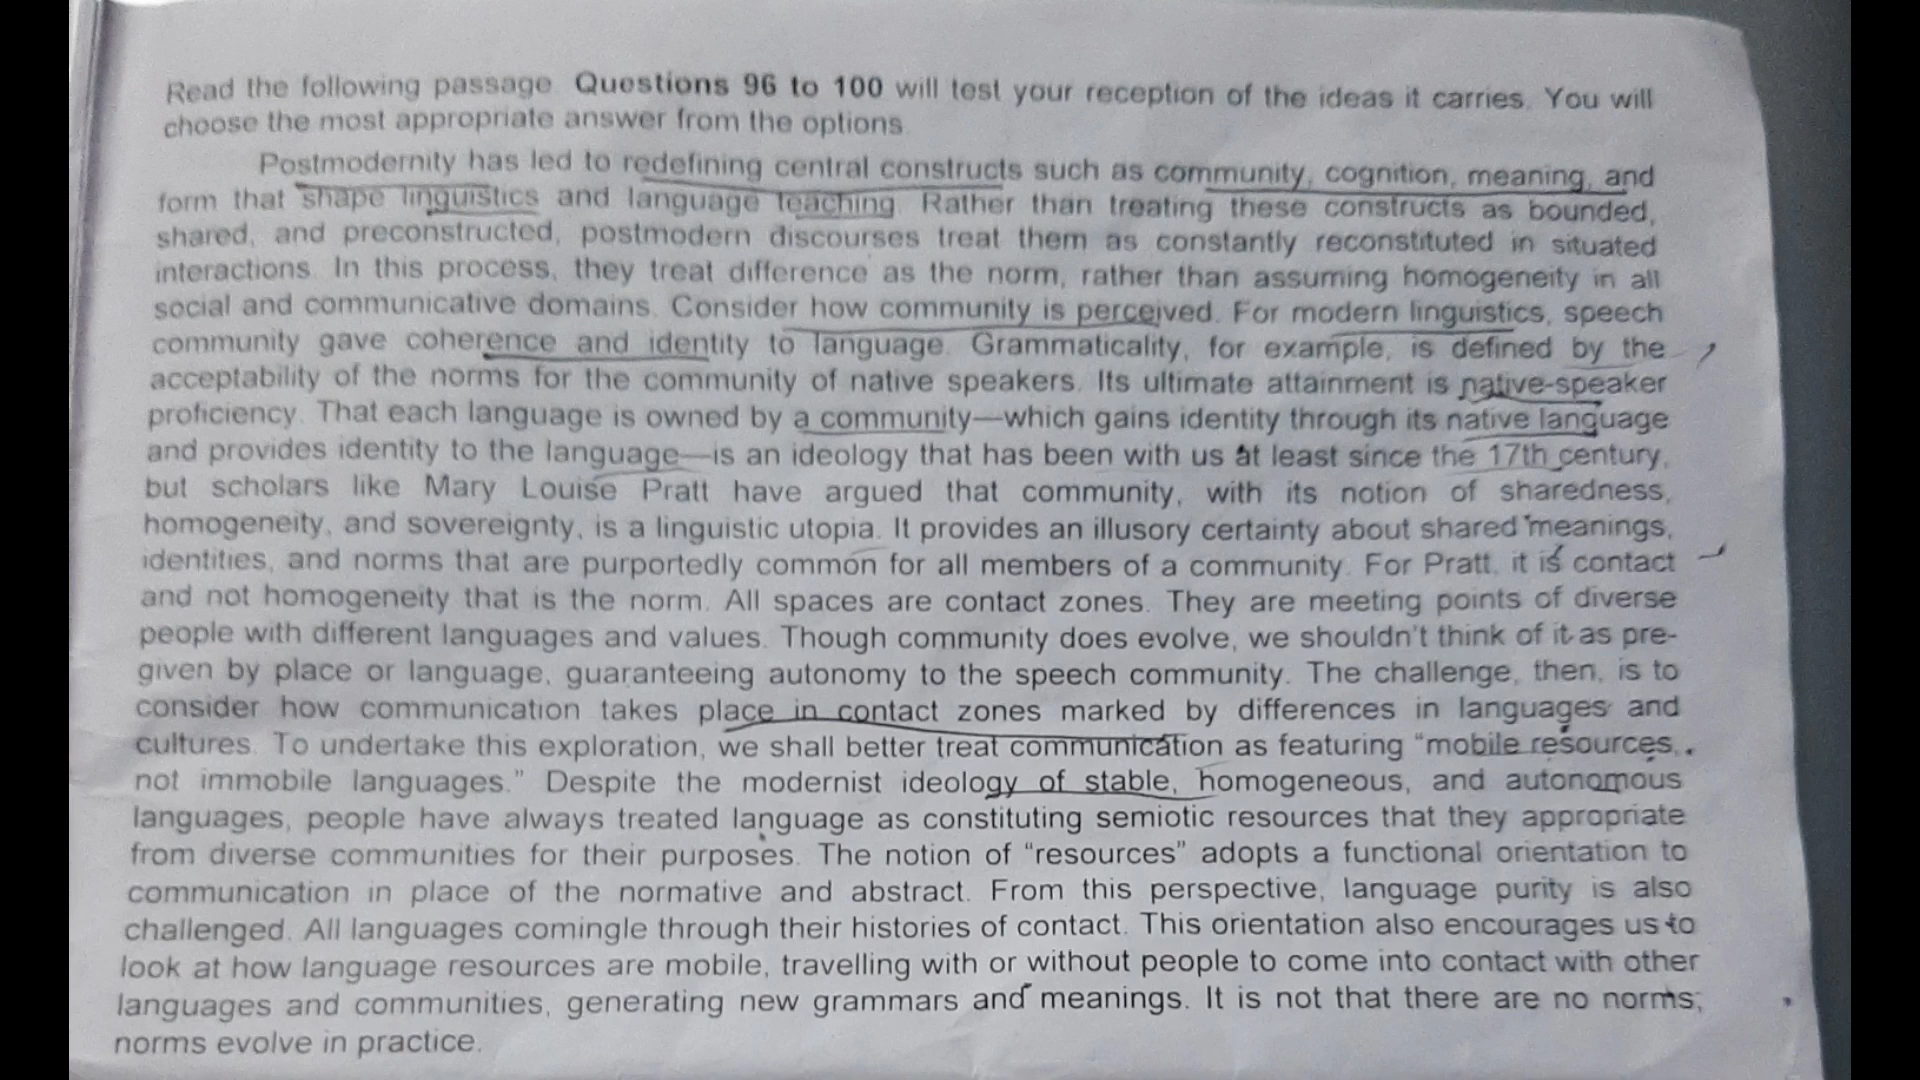 Read the following passage Questions 96 to 100 will test your reception of the ideas it carries. You will
choose the most appropriate answer from the options
Postmodernity has led to redefining central constructs such as community, cognition, meaning, and
form that shape linguistics and language teaching. Rather than treating these constructs as bounded,
shared, and preconstructed, postmodern discourses treat them as constantly reconstituted in situated
interactions. In this process, they treat difference as the norm, rather than assuming homogeneity in all
social and communicative domains. Consider how community is perceived. For modern linguistics, speech
community gave coherence and identity to language. Grammaticality, for example, is defined by the
acceptability of the norms for the community of native speakers. Its ultimate attainment is native-speaker
proficiency. That each language is owned by a community—which gains identity through its native language
and provides identity to the language—is an ideology that has been with us at least since the 17th century,
but scholars like Mary Louise Pratt have argued that community, with its notion of sharedness,
homogeneity, and sovereignty, is a linguistic utopia. It provides an illusory certainty about shared meanings,
identities, and norms that are purportedly common for all members of a community. For Pratt, it is contact
and not homogeneity that is the norm. All spaces are contact zones. They are meeting points of diverse
people with different languages and values. Though community does evolve, we shouldn't think of it as pre-
given by place or language, guaranteeing autonomy to the speech community. The challenge, then, is to
consider how communication takes place in contact zones marked by differences in languages and
cultures. To undertake this exploration, we shall better treat communication as featuring "mobile resources,
not immobile languages." Despite the modernist ideology of stable, homogeneous, and autonomous
languages, people have always treated language as constituting semiotic resources that they appropriate
from diverse communities for their purposes. The notion of "resources" adopts a functional orientation to
communication in place of the normative and abstract. From this perspective, language purity is also
challenged. All languages comingle through their histories of contact. This orientation also encourages us to
look at how language resources are mobile, travelling with or without people to come into contact with other
languages and communities, generating new grammars and meanings. It is not that there are no norms;
norms evolve in practice.